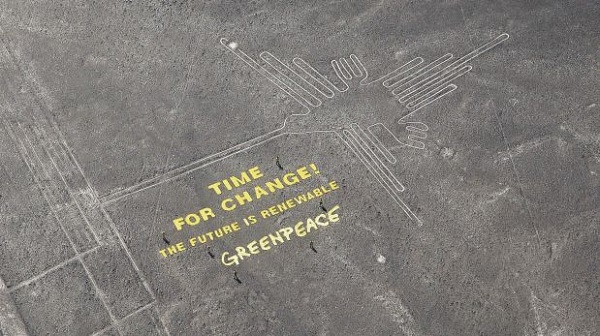 TIME
FOR CHANGE!
THE FUTURE IS RENEWABLE
GREENPEACE